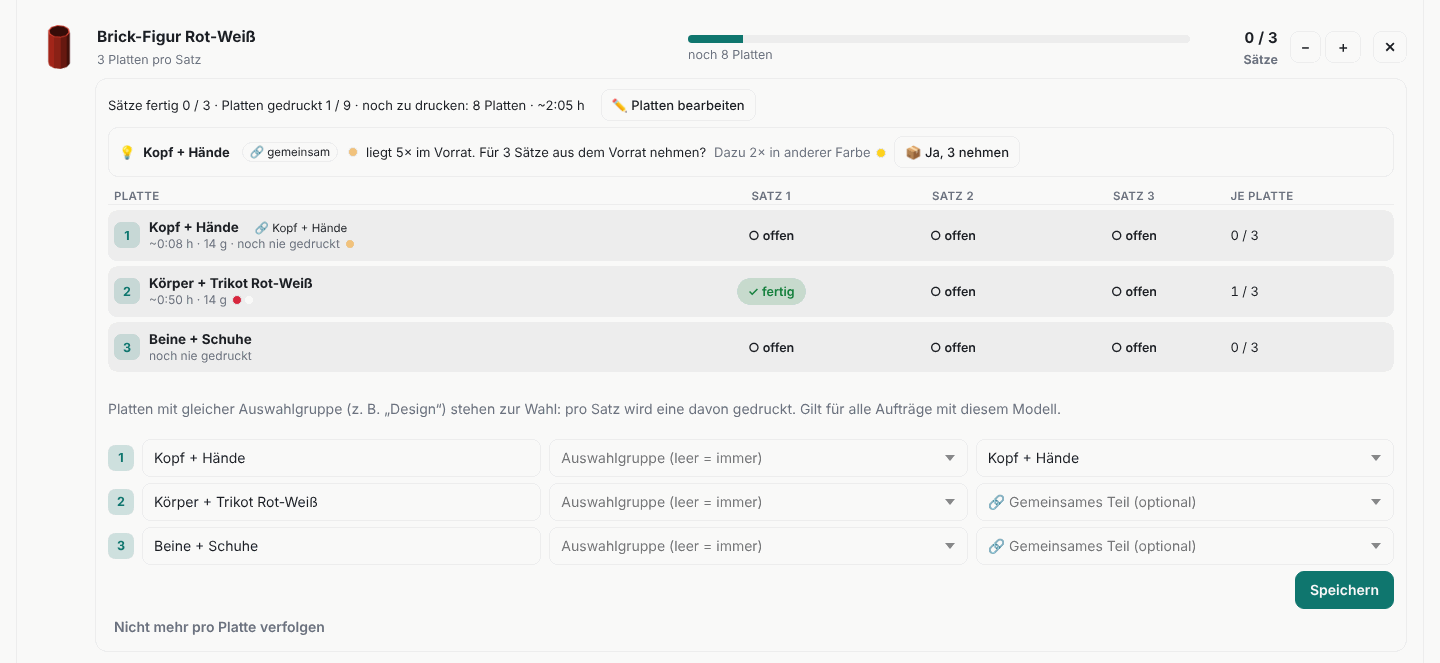 Brick-Figur Rot-Weiß
3 Platten pro Satz
noch 8 Platten
0 / 3
Sätze
− + ×
Sätze fertig 0 / 3 · Platten gedruckt 1 / 9 · noch zu drucken: 8 Platten · ~2:05 h ✏️ Platten bearbeiten
💡 Kopf + Hände 🔗 gemeinsam liegt 5× im Vorrat. Für 3 Sätze aus dem Vorrat nehmen? Dazu 2× in anderer Farbe 📦 Ja, 3 nehmen
PLATTE SATZ 1 SATZ 2 SATZ 3 JE PLATTE
1 Kopf + Hände 🔗 Kopf + Hände
~0:08 h · 14 g · noch nie gedruckt
○ offen ○ offen ○ offen 0 / 3
2 Körper + Trikot Rot-Weiß
~0:50 h · 14 g
✓ fertig ○ offen ○ offen 1 / 3
3 Beine + Schuhe
noch nie gedruckt
○ offen ○ offen ○ offen 0 / 3
Platten mit gleicher Auswahlgruppe (z. B. „Design“) stehen zur Wahl: pro Satz wird eine davon gedruckt. Gilt für alle Aufträge mit diesem Modell.
1 Kopf + Hände Auswahlgruppe (leer = immer) Kopf + Hände
2 Körper + Trikot Rot-Weiß Auswahlgruppe (leer = immer) 🔗 Gemeinsames Teil (optional)
3 Beine + Schuhe Auswahlgruppe (leer = immer) 🔗 Gemeinsames Teil (optional)
Speichern
Nicht mehr pro Platte verfolgen